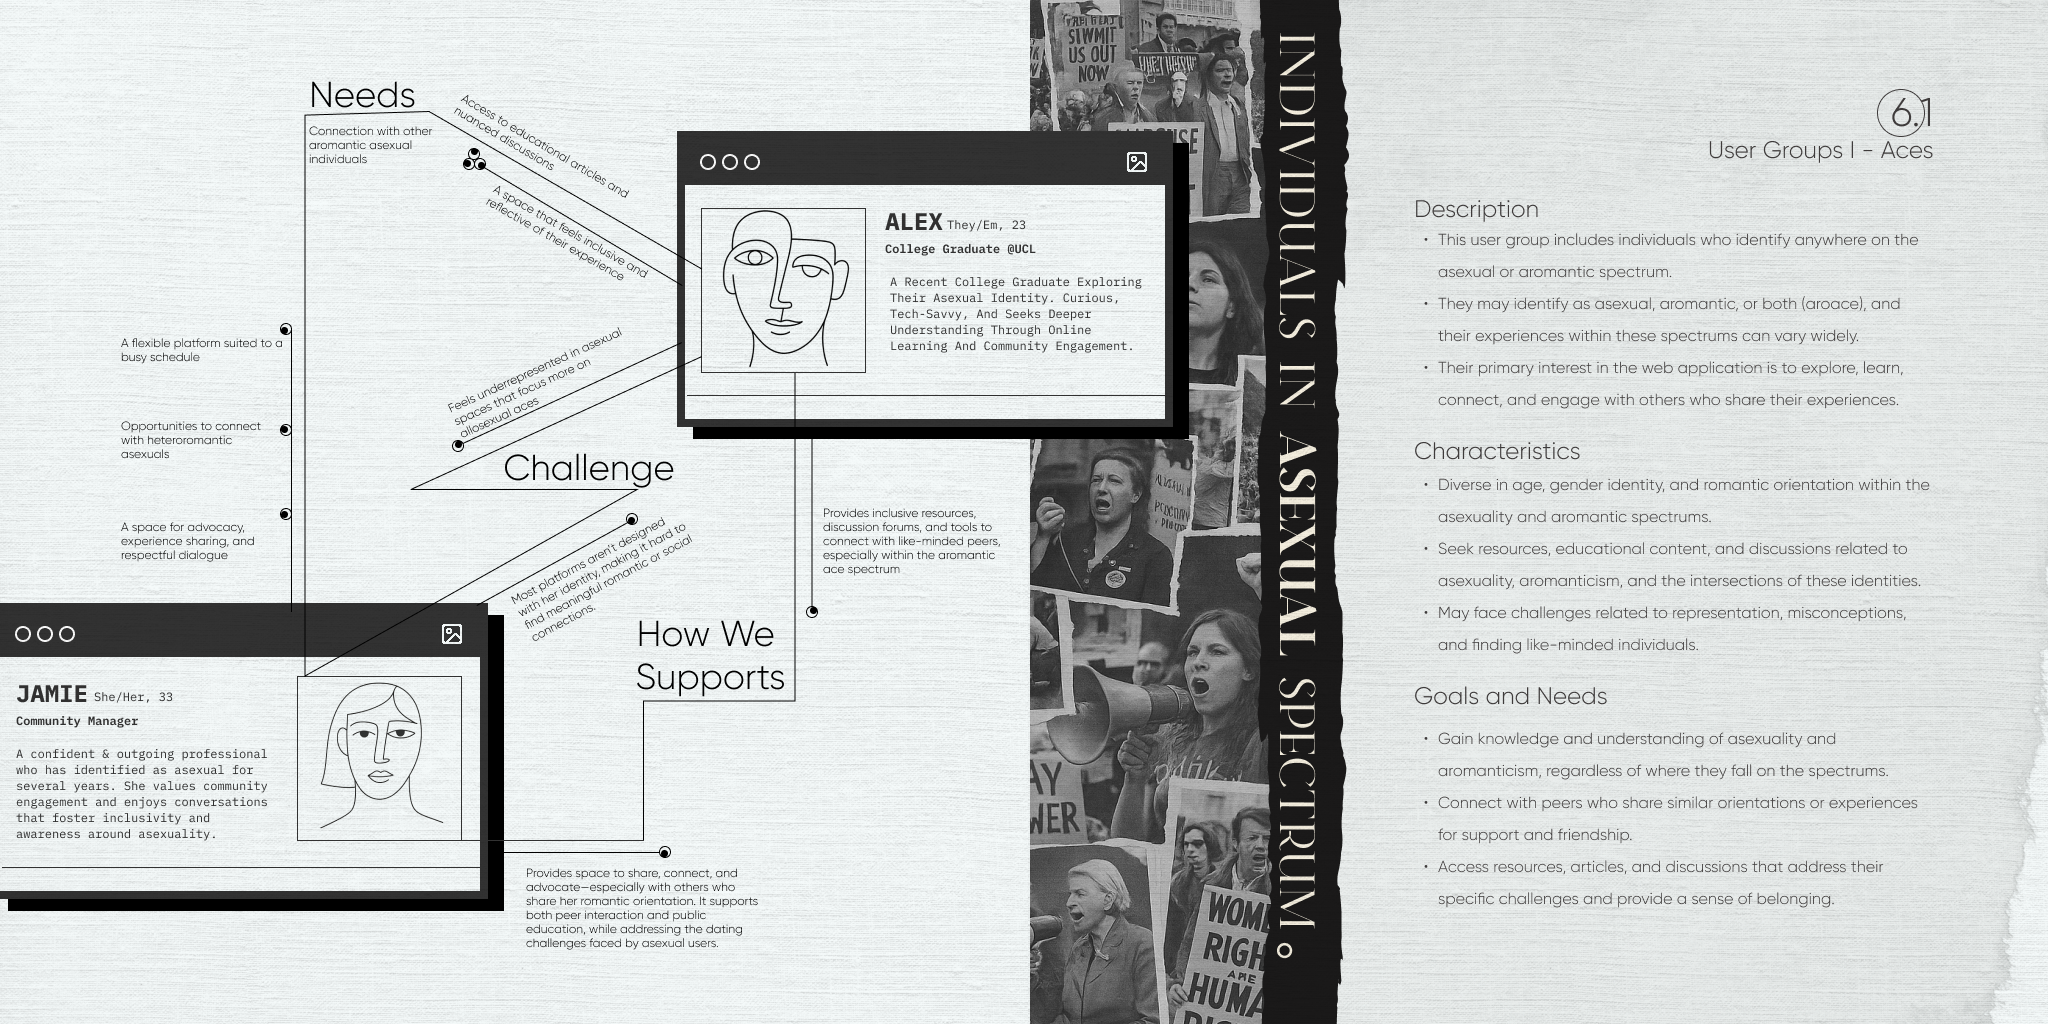 Needs
Connection with other
aromantic asexual
individuals
Access to educational articles and
nuanced discussions
A space that feels inclusive and
reflective of their experience
A flexible platform suited to a
busy schedule
Opportunities to connect
with heteroromantic
asexuals
A space for advocacy,
experience sharing, and
respectful dialogue
Feels underrepresented in asexual
spaces that focus more on
allosexual aces
Challenge
Most platforms aren't designed
with her identity, making it hard to
find meaningful romantic or social
connections.
ALEX They/Em, 23
College Graduate @UCL
A Recent College Graduate Exploring
Their Asexual Identity. Curious,
Tech-Savvy, And Seeks Deeper
Understanding Through Online
Learning And Community Engagement.
Provides inclusive resources,
discussion forums, and tools to
connect with like-minded peers,
especially within the aromantic
ace spectrum
How We
Supports
JAMIE She/Her, 33
Community Manager
A confident & outgoing professional
who has identified as asexual for
several years. She values community
engagement and enjoys conversations
that foster inclusivity and
awareness around asexuality.
Provides space to share, connect, and
advocate—especially with others who
share her romantic orientation. It supports
both peer interaction and public
education, while addressing the dating
challenges faced by asexual users.
SIWMIT
US OUT
NOW
WOME
RIGH
ARE
HUMA
INDIVIDUALS IN ASEXUAL SPECTRUM
6.1
User Groups I - Aces
Description
• This user group includes individuals who identify anywhere on the
asexual or aromantic spectrum.
• They may identify as asexual, aromantic, or both (aroace), and
their experiences within these spectrums can vary widely.
• Their primary interest in the web application is to explore, learn,
connect, and engage with others who share their experiences.
Characteristics
• Diverse in age, gender identity, and romantic orientation within the
asexuality and aromantic spectrums.
• Seek resources, educational content, and discussions related to
asexuality, aromanticism, and the intersections of these identities.
• May face challenges related to representation, misconceptions,
and finding like-minded individuals.
Goals and Needs
• Gain knowledge and understanding of asexuality and
aromanticism, regardless of where they fall on the spectrums.
• Connect with peers who share similar orientations or experiences
for support and friendship.
• Access resources, articles, and discussions that address their
specific challenges and provide a sense of belonging.